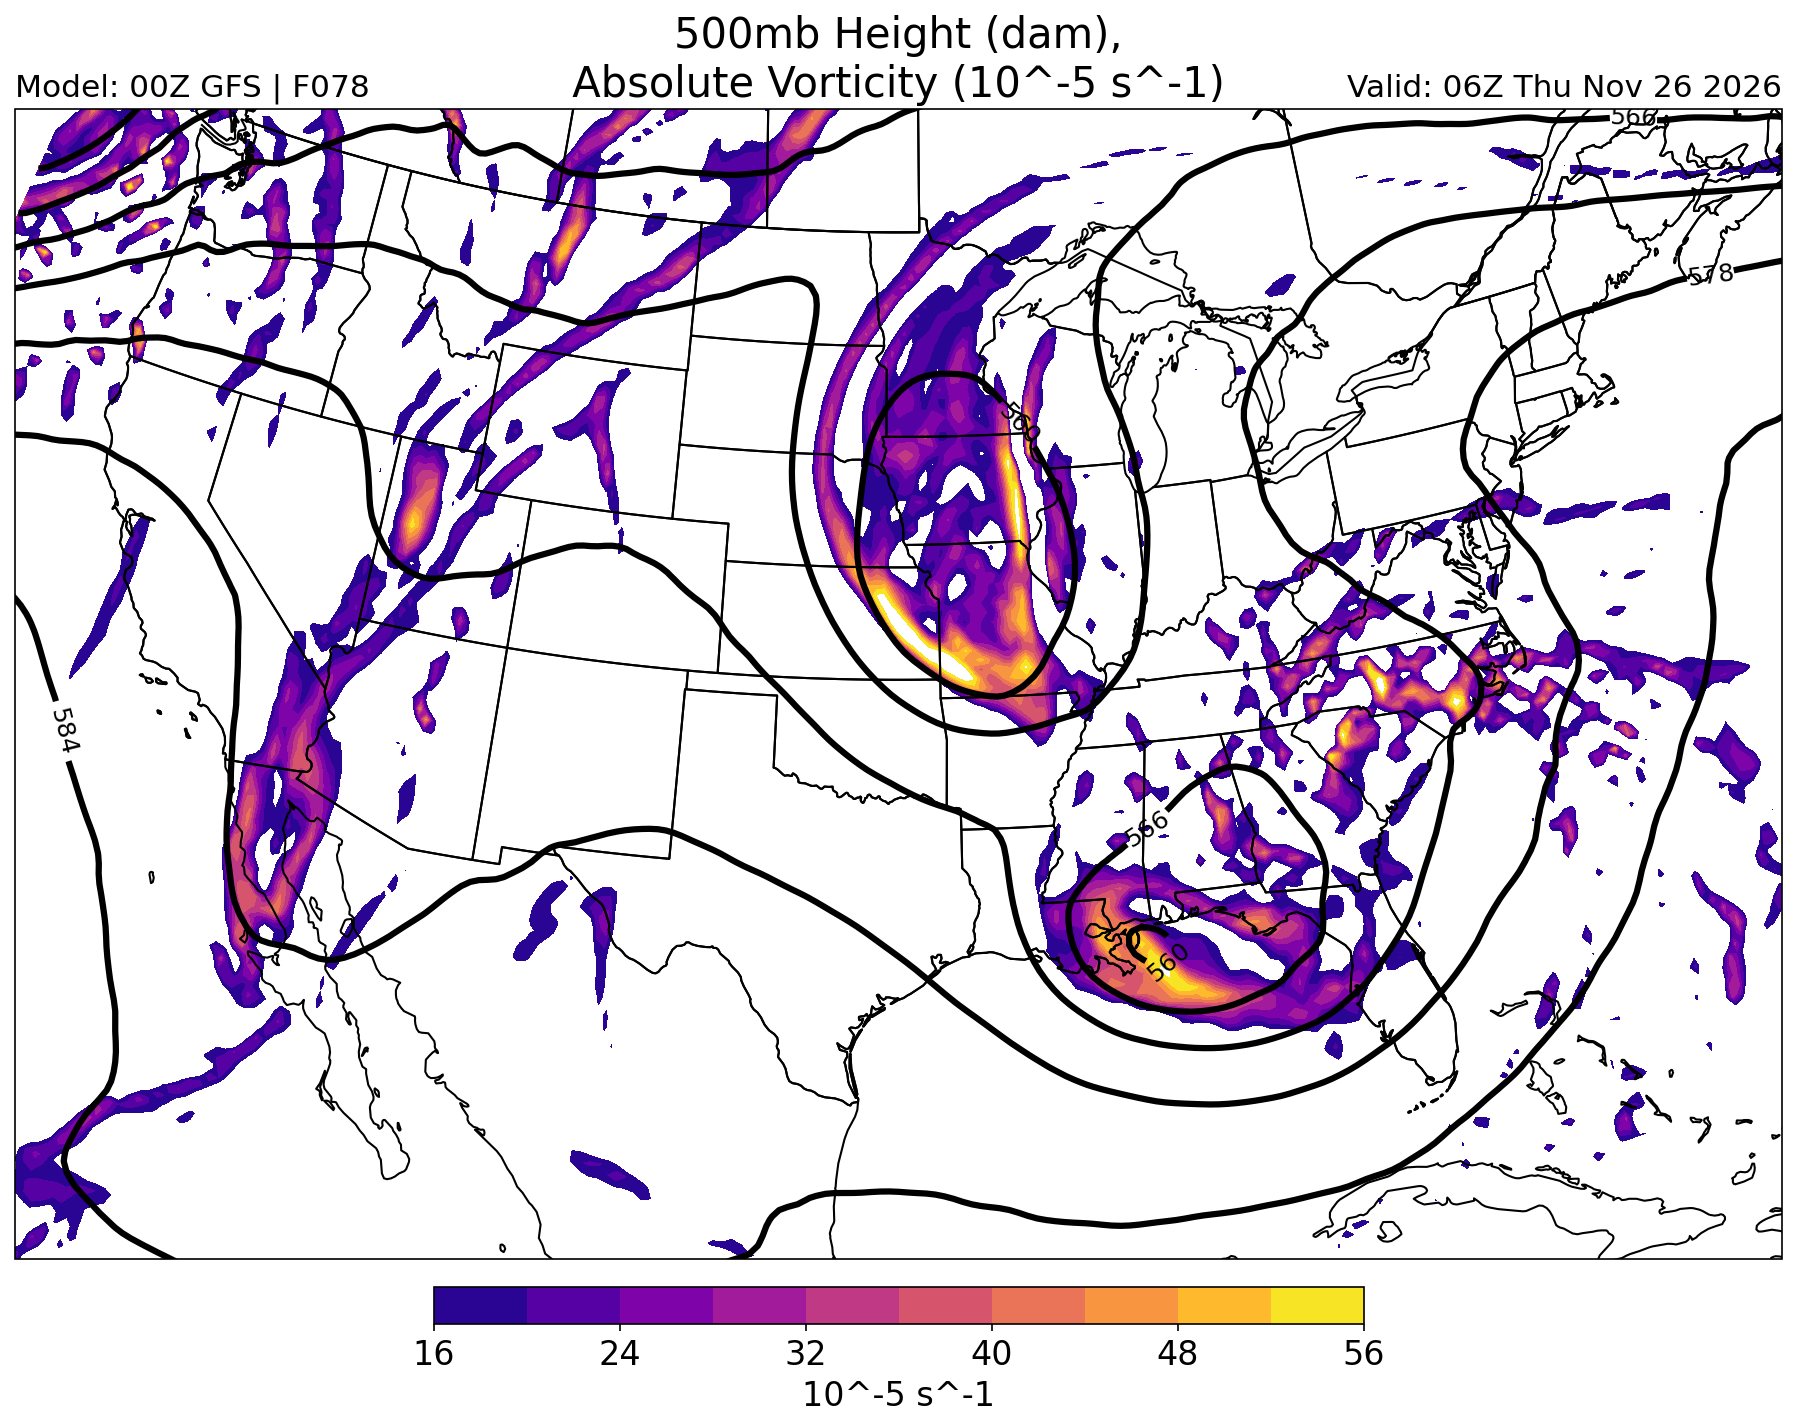 500mb Height (dam),
Model: 00Z GFS | F078
Absolute Vorticity (10^-5 s^-1)
Valid: 06Z Thu Nov 26 2026
566
578
560
584
566
560
16
24
32
40
48
56
10^-5 s^-1